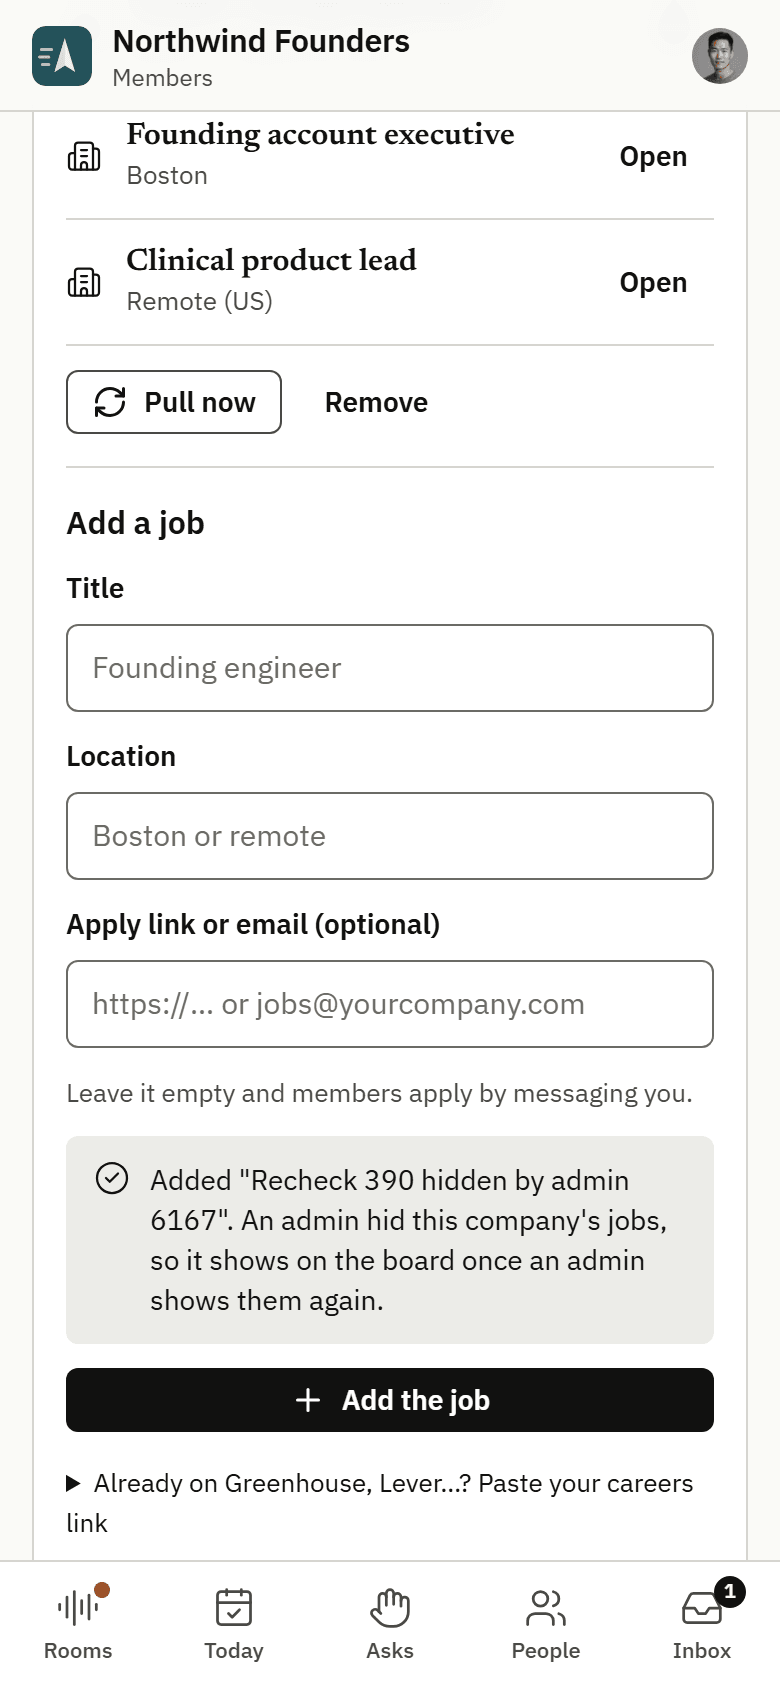 Northwind Founders
Members
Founding account executive
Boston
Open
Clinical product lead
Remote (US)
Open
Pull now
Remove
Add a job
Title
Founding engineer
Location
Boston or remote
Apply link or email (optional)
https://... or jobs@yourcompany.com
Leave it empty and members apply by messaging you.
Added "Recheck 390 hidden by admin
6167". An admin hid this company's jobs,
so it shows on the board once an admin
shows them again.
Add the job
Already on Greenhouse, Lever...? Paste your careers
link
Rooms
Today
Asks
People
1
Inbox